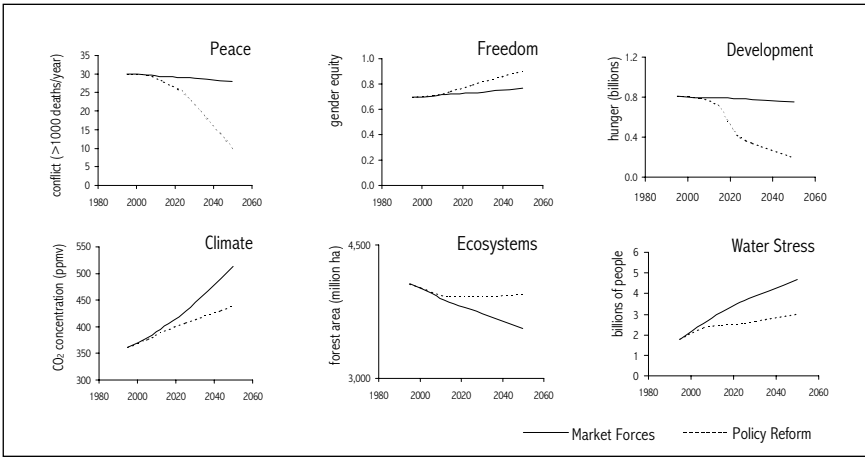 Peace
conflict (>1000 deaths/year)
35
30
25
20
15
10
5
0
1980 2000 2020 2040 2060
Freedom
gender equity
1.0
0.8
0.6
0.4
0.2
0.0
1980 2000 2020 2040 2060
Development
hunger (billions)
1.2
0.8
0.4
0.0
1980 2000 2020 2040 2060
Climate
CO2 concentration (ppmv)
550
500
450
400
350
300
1980 2000 2020 2040 2060
Ecosystems
forest area (million ha)
4,500
3,000
1980 2000 2020 2040 2060
Water Stress
billions of people
6
5
4
3
2
1
0
1980 2000 2020 2040 2060
Market Forces Policy Reform